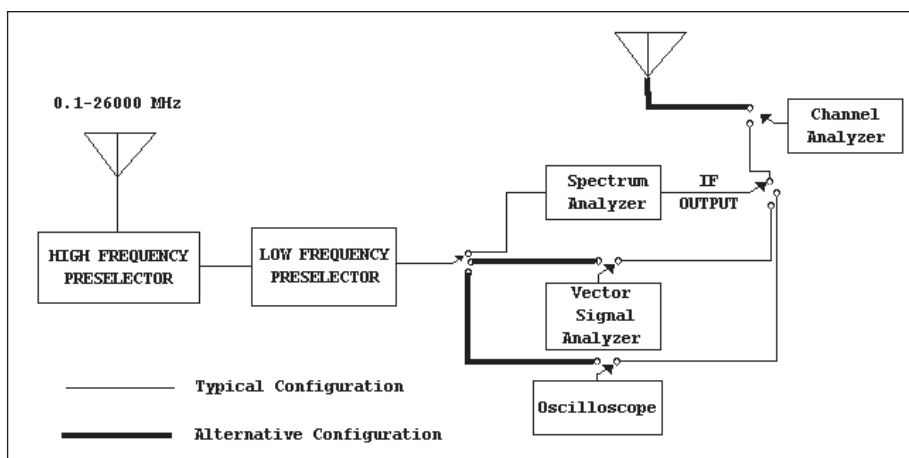 0.1-26000 MHz
Channel
Analyzer
Spectrum
Analyzer
IF
OUTPUT
HIGH FREQUENCY
PRESELECTOR
LOW FREQUENCY
PRESELECTOR
Vector
Signal
Analyzer
Oscilloscope
Typical Configuration
Alternative Configuration